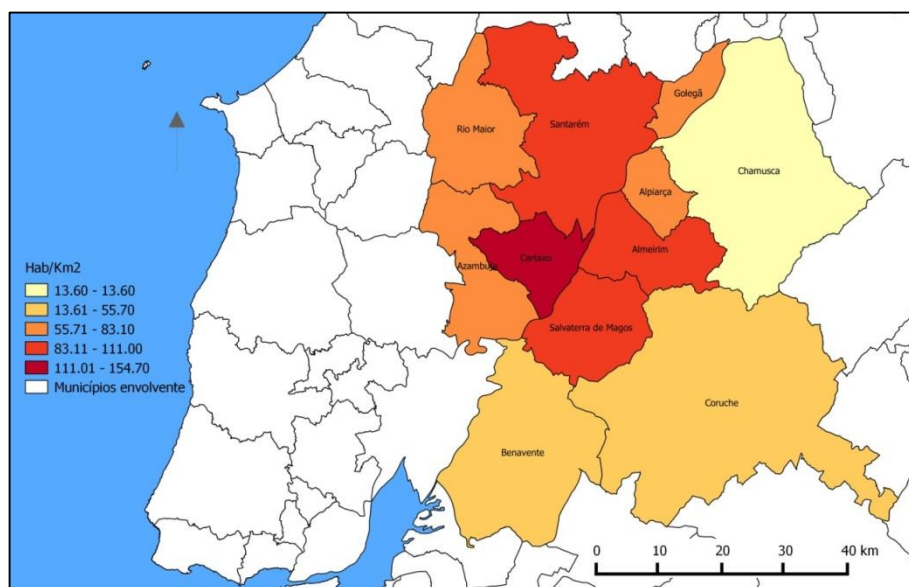 Golegã
Rio Maior
Santarém
Chamusca
Alpiarça
Almeirim
Cartaxo
Azambuja
Salvaterra de Magos
Coruche
Benavente
Hab/Km2
13.60 - 13.60
13.61 - 55.70
55.71 - 83.10
83.11 - 111.00
111.01 - 154.70
Municípios envolvente
0 10 20 30 40 km